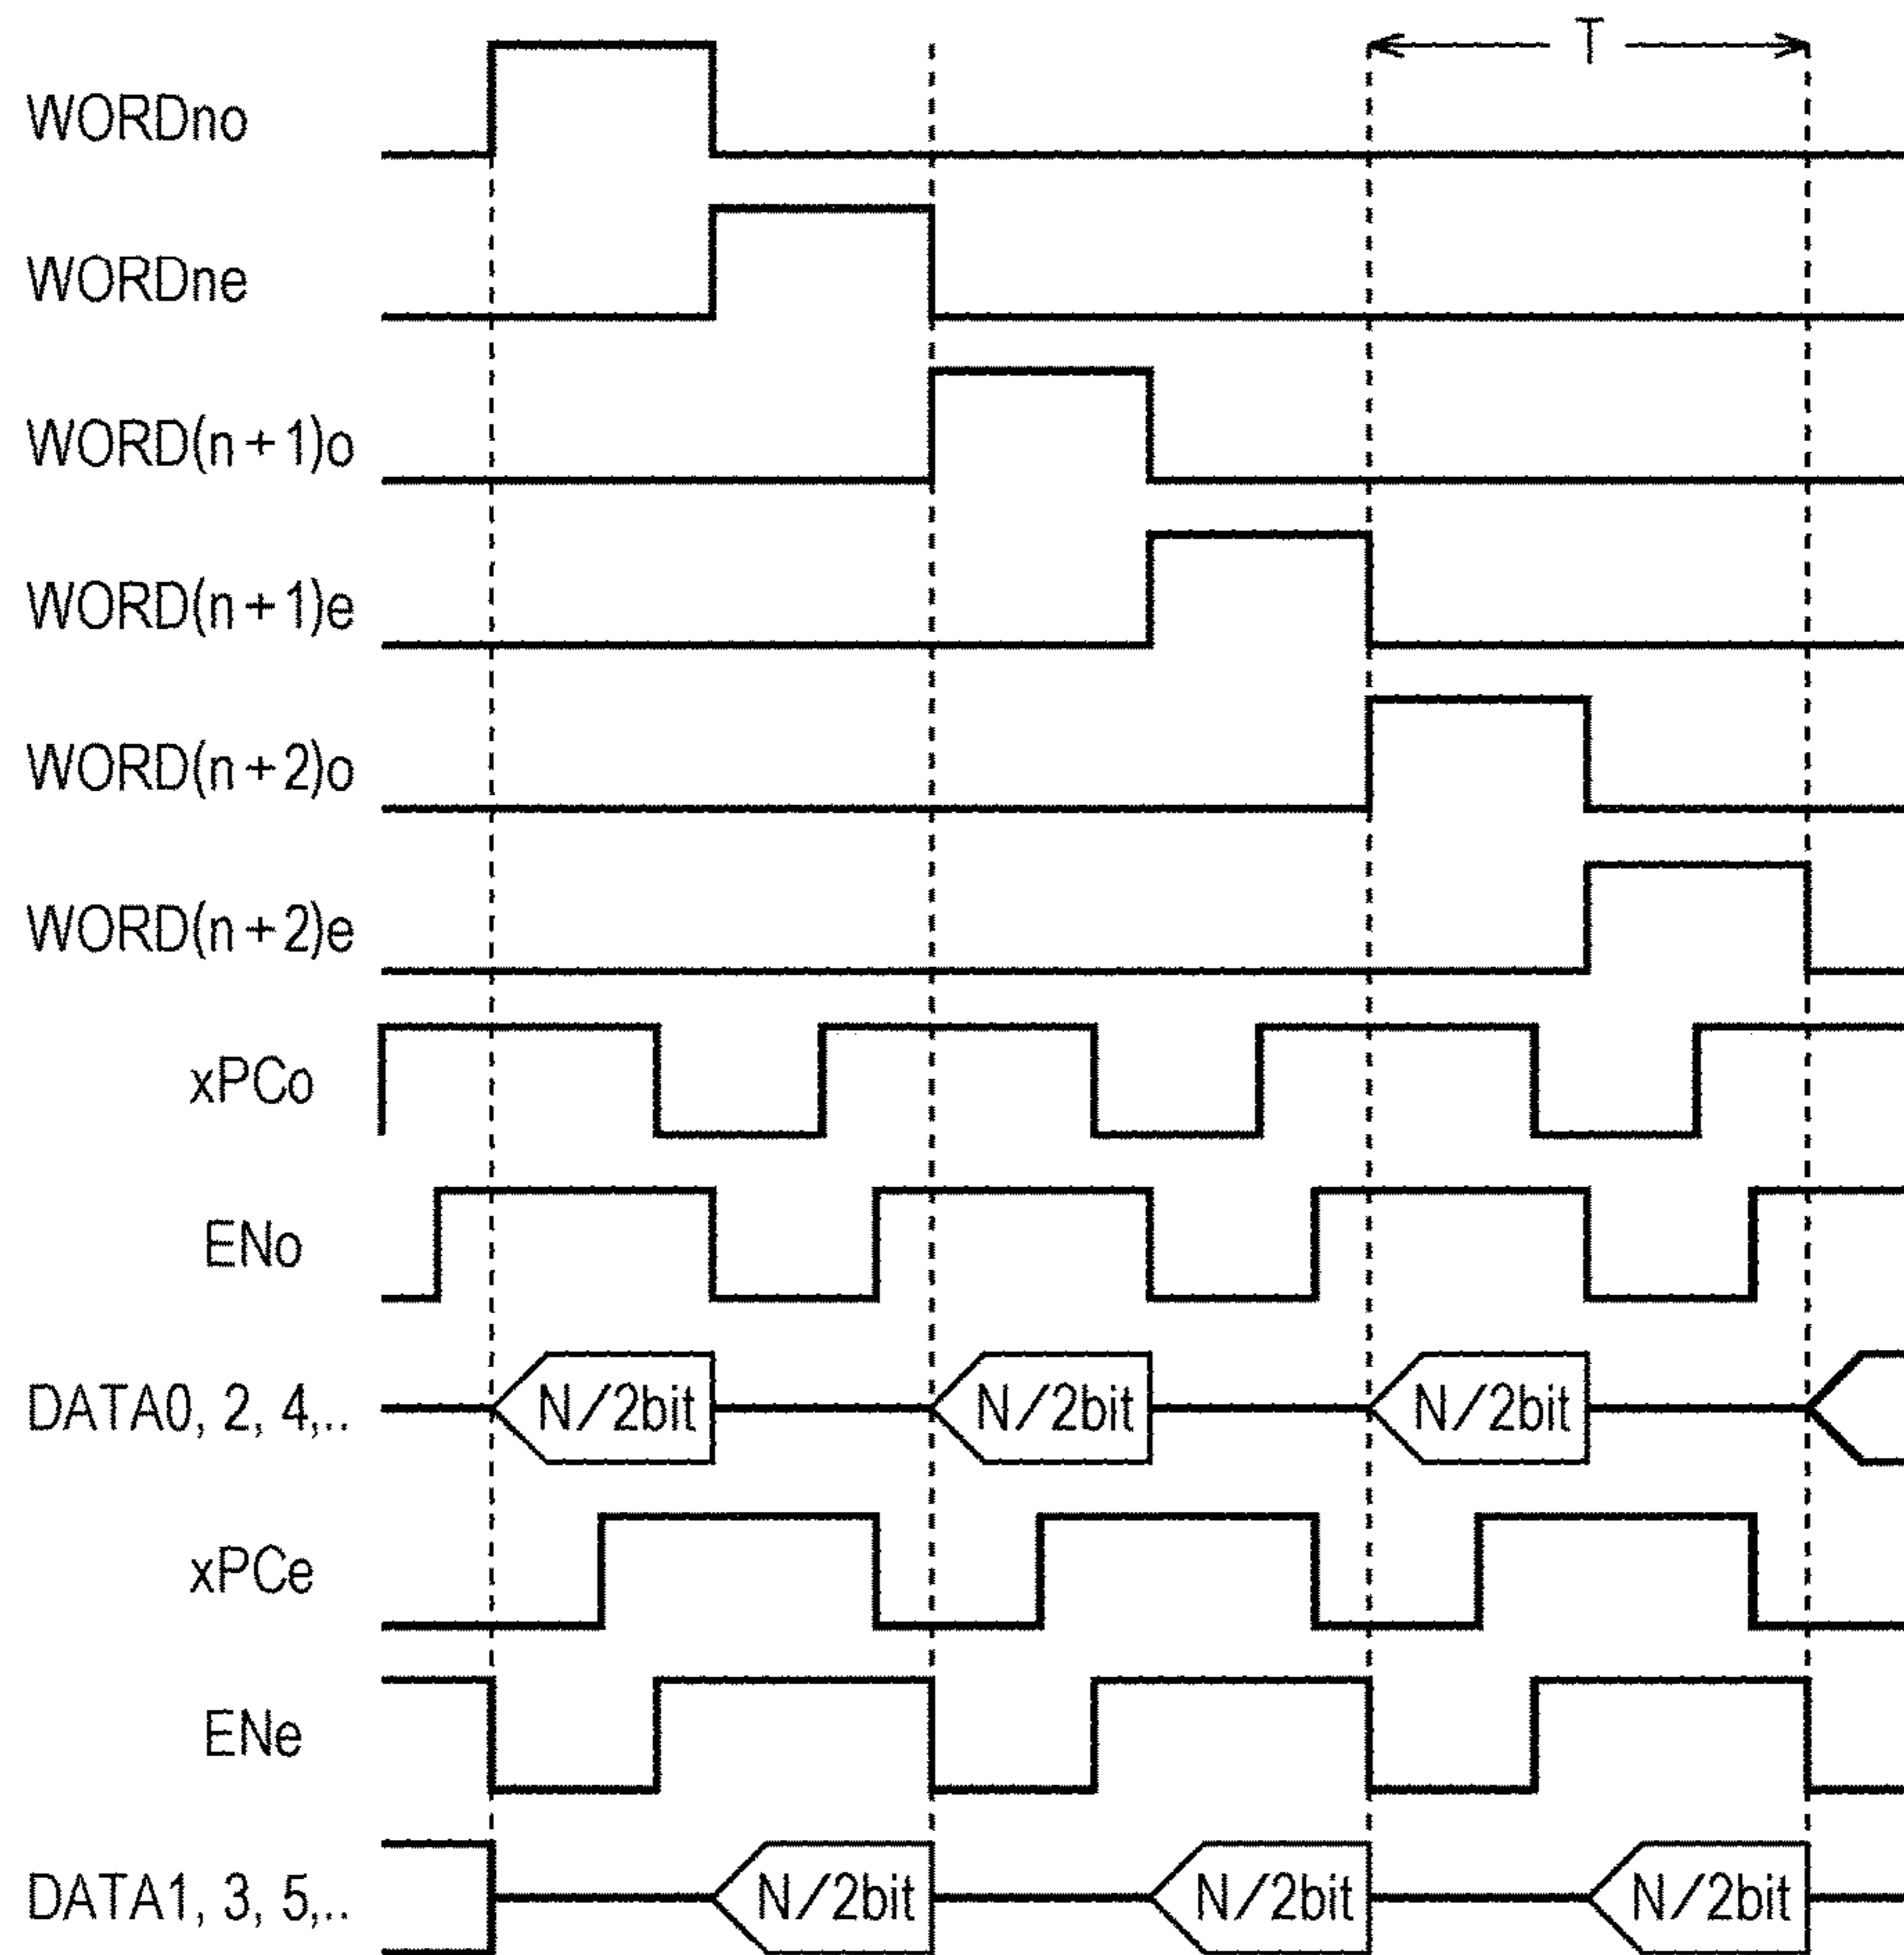 T
WORDno
WORDne
WORD(n+1)o
WORD(n+1)e
WORD(n+2)o
WORD(n+2)e
xPCo
ENo
DATA0, 2, 4,.. N/2bit N/2bit N/2bit
xPCe
ENe
DATA1, 3, 5,.. N/2bit N/2bit N/2bit